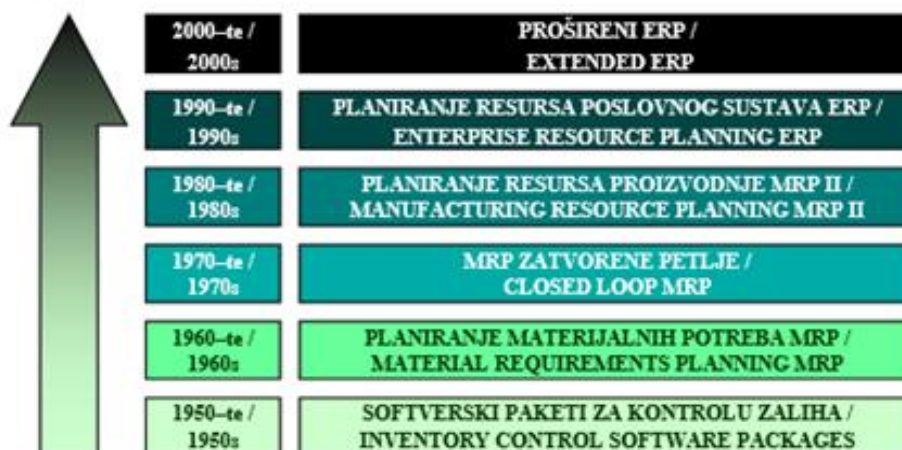 2000–te /
2000s
PROŠIRENI ERP /
EXTENDED ERP
1990–te /
1990s
PLANIRANJE RESURSA POSLOVNOG SUSTAVA ERP /
ENTERPRISE RESOURCE PLANNING ERP
1980–te /
1980s
PLANIRANJE RESURSA PROIZVODNJE MRP II /
MANUFACTURING RESOURCE PLANNING MRP II
1970–te /
1970s
MRP ZATVORENE PETLJE /
CLOSED LOOP MRP
1960–te /
1960s
PLANIRANJE MATERIJALNIH POTREBA MRP /
MATERIAL REQUIREMENTS PLANNING MRP
1950–te /
1950s
SOFTVERSKI PAKETI ZA KONTROLU ZALIHA /
INVENTORY CONTROL SOFTWARE PACKAGES